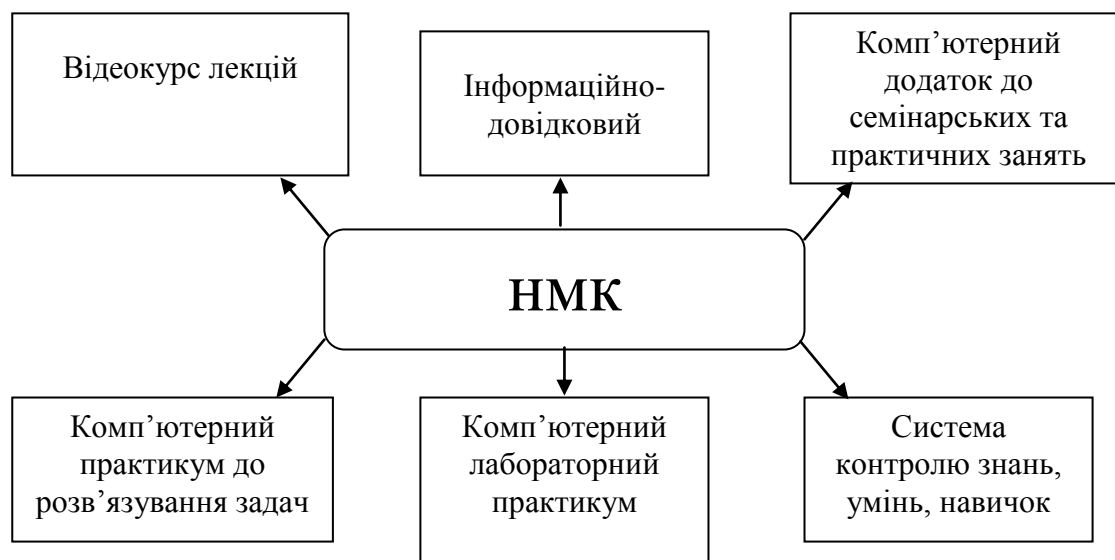 Відеокурс лекцій
Інформаційно-
довідковий
Комп’ютерний
додаток до
семінарських та
практичних занять
НМК
Комп’ютерний
практикум до
розв’язування задач
Комп’ютерний
лабораторний
практикум
Система
контролю знань,
умінь, навичок